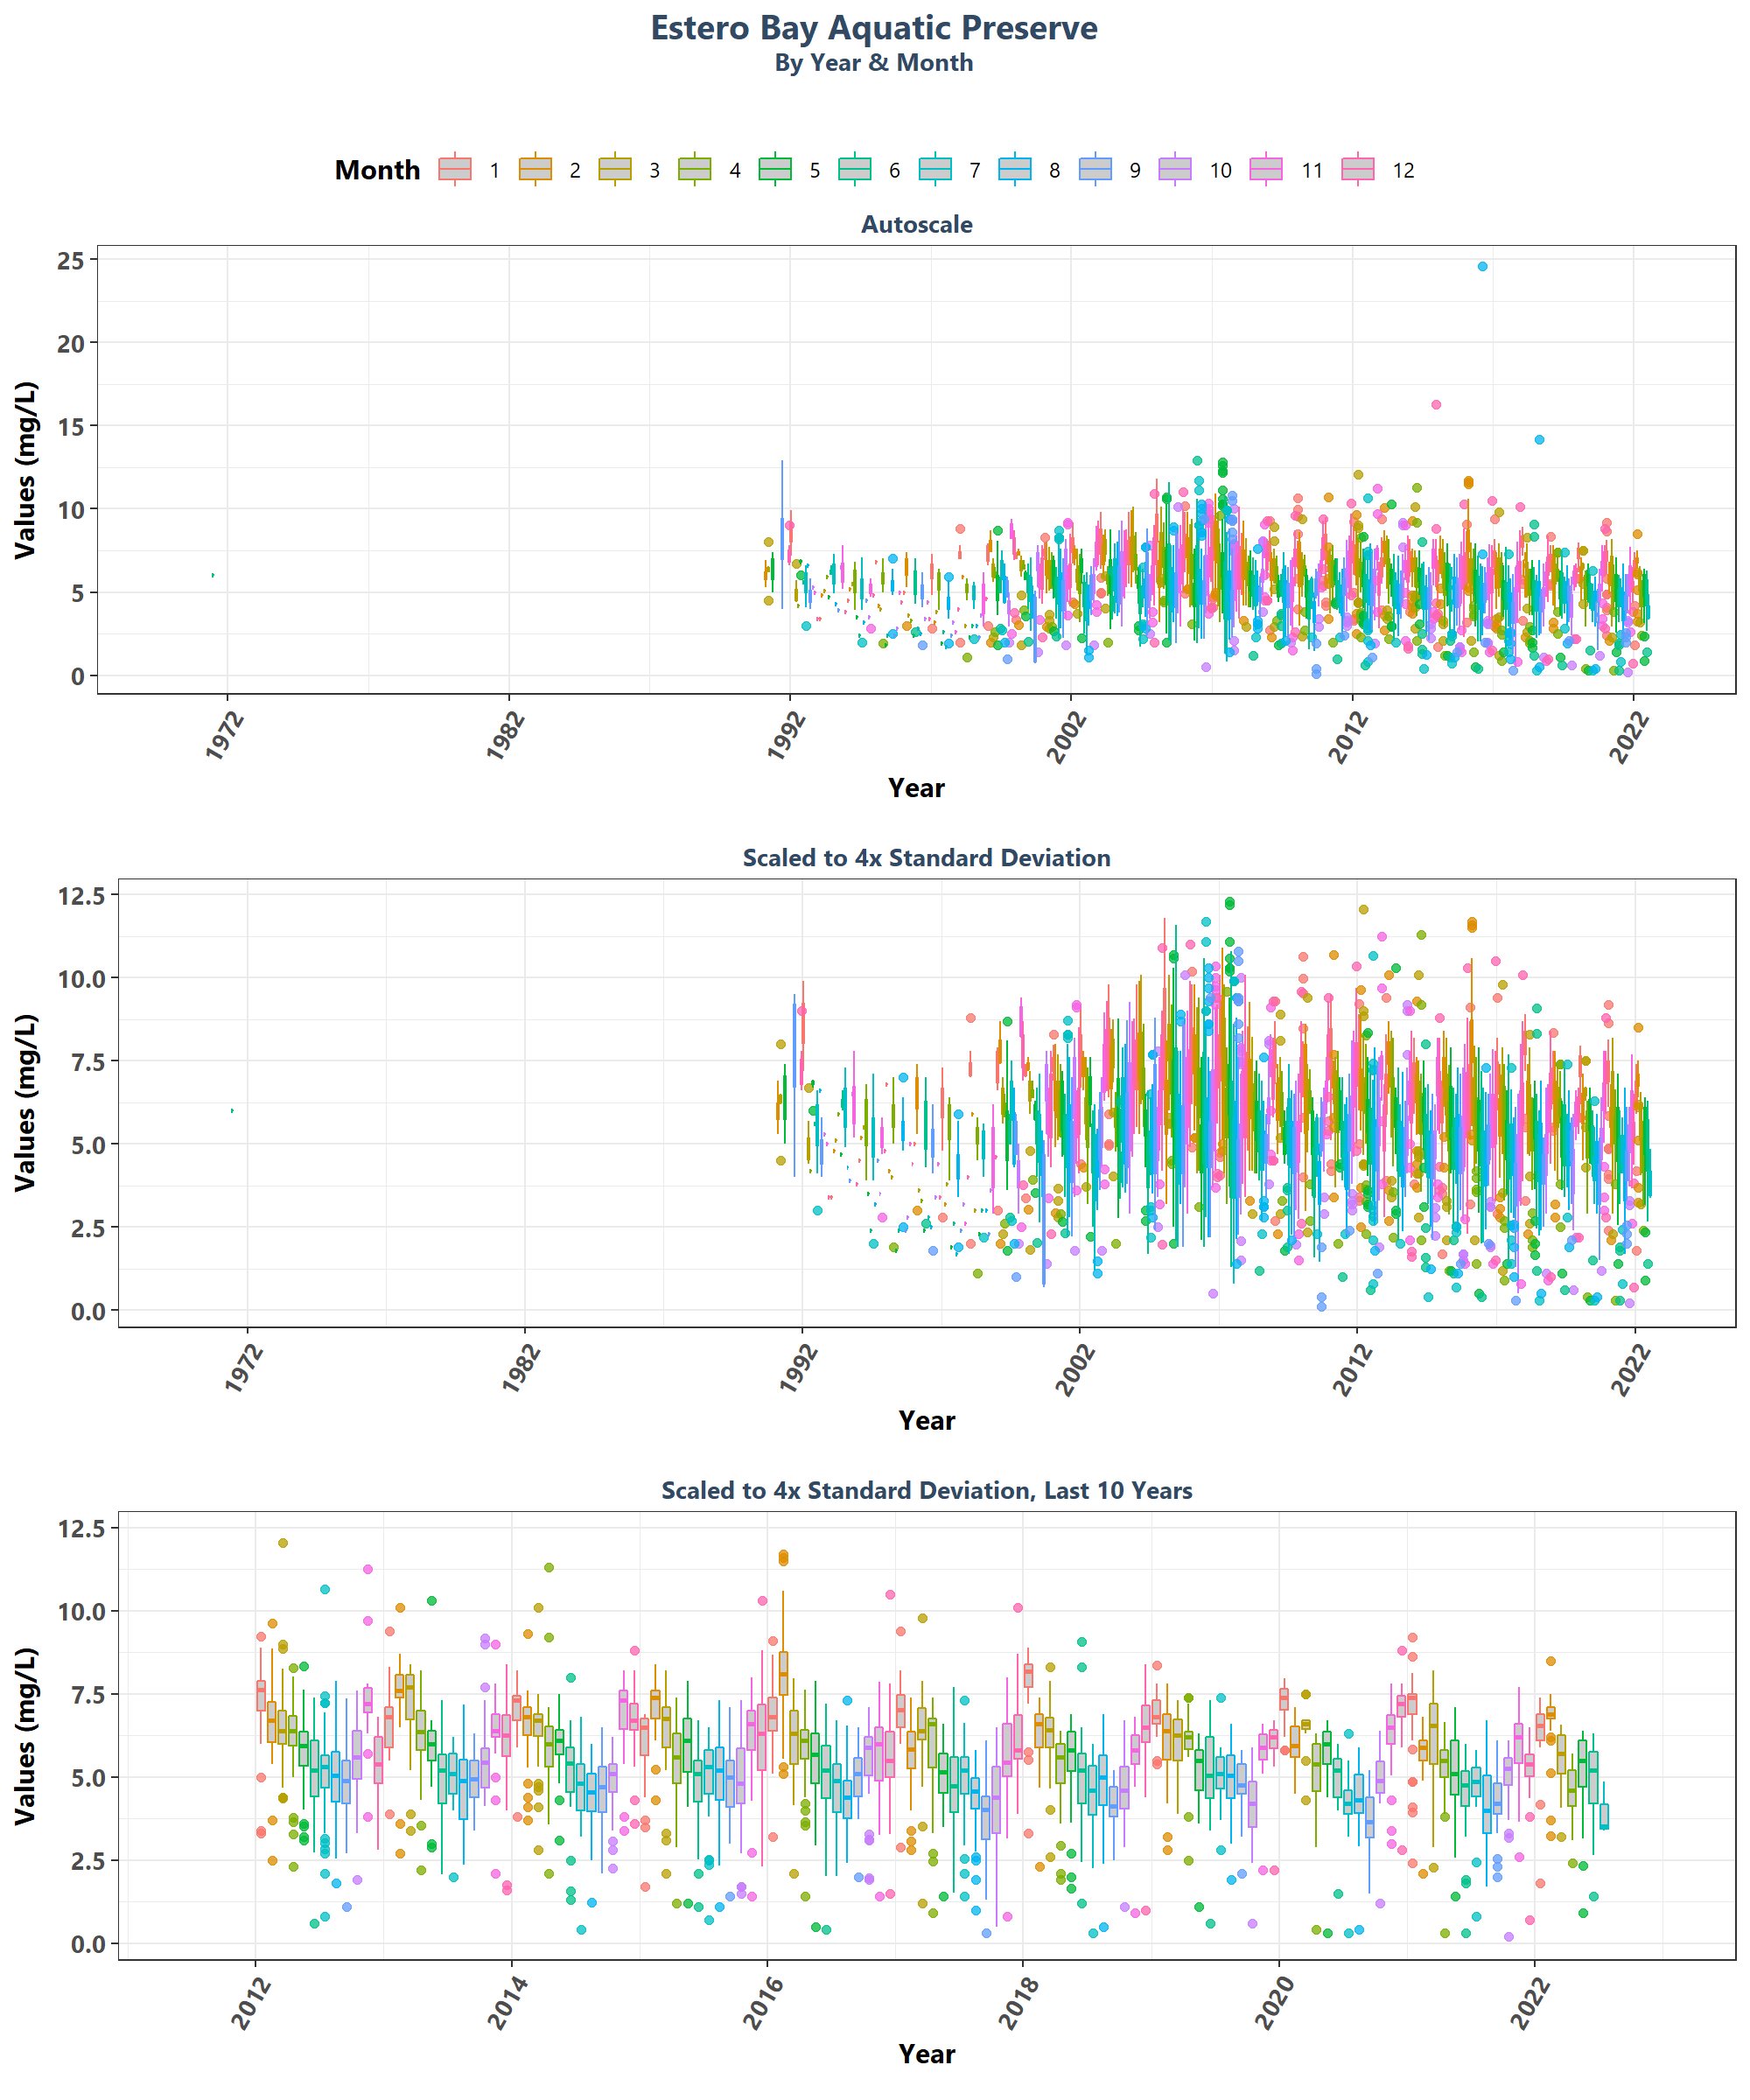 Estero Bay Aquatic Preserve
By Year & Month
Month 1 2 3 4 5 6 7 8 9 10 11 12
Autoscale
Values (mg/L)
25
20
15
10
5
0
1972 1982 1992 2002 2012 2022
Year
Scaled to 4x Standard Deviation
Values (mg/L)
12.5
10.0
7.5
5.0
2.5
0.0
1972 1982 1992 2002 2012 2022
Year
Scaled to 4x Standard Deviation, Last 10 Years
Values (mg/L)
12.5
10.0
7.5
5.0
2.5
0.0
2012 2014 2016 2018 2020 2022
Year